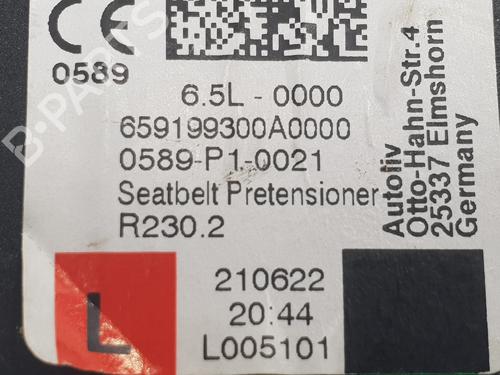 CE
0589
6.5L - 0000
659199300A0000
0589-P1-0021
Seatbelt Pretensioner
R230.2
Autoliv
Otto-Hahn-Str.4
25337 Elmshorn
Germany
L
210622
20:44
L005101
B-PARTS